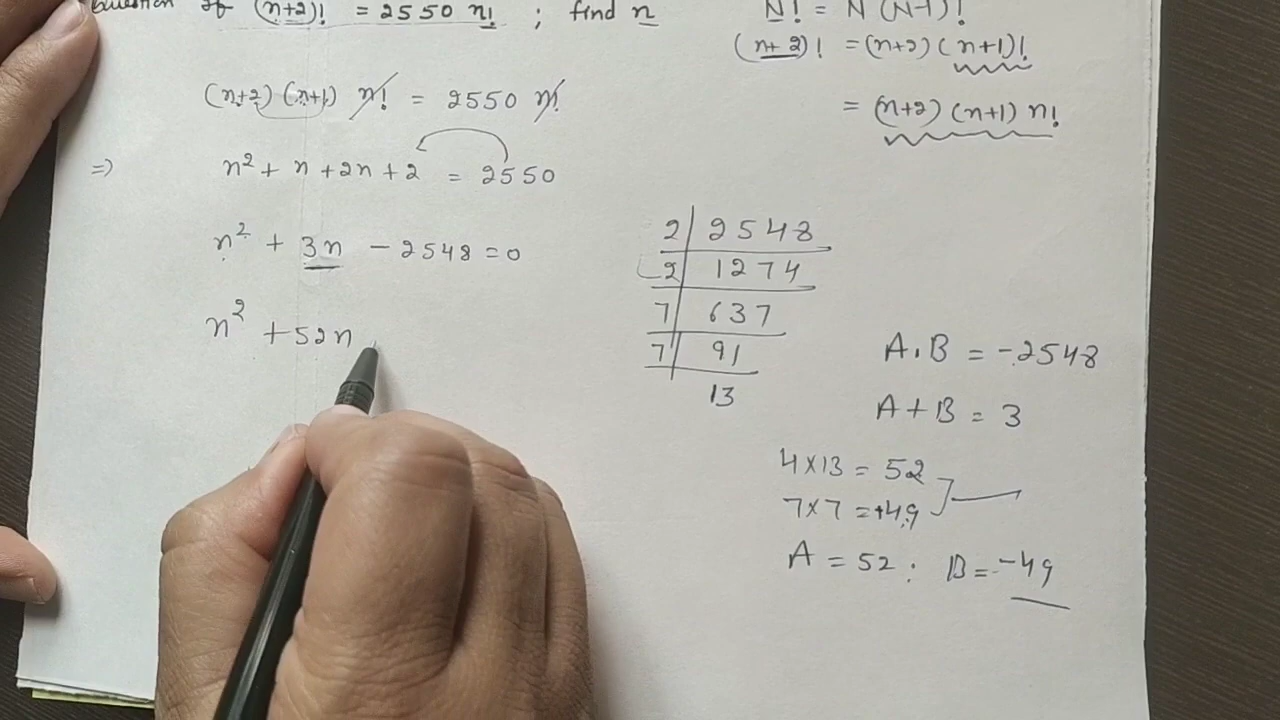 Question If (n+2)! = 2550 n! ; find n
N! = N (N-1)!
(n+2)! = (n+2) (n+1)!
= (n+2) (n+1) n!
(n+2) (n+1) n! = 2550 n!
=) n² + n + 2n + 2 = 2550
n² + 3n - 2548 = 0
n² + 52n
2 2548
2 1274
7 637
7 91
13
A.B = -2548
A+B = 3
4×13 = 52
7×7 = +49
A = 52 : B = -49